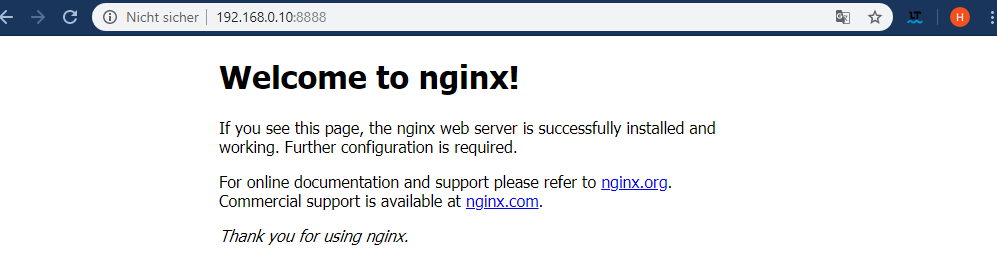 Nicht sicher 192.168.0.10:8888 LT H
Welcome to nginx!
If you see this page, the nginx web server is successfully installed and
working. Further configuration is required.
For online documentation and support please refer to nginx.org.
Commercial support is available at nginx.com.
Thank you for using nginx.